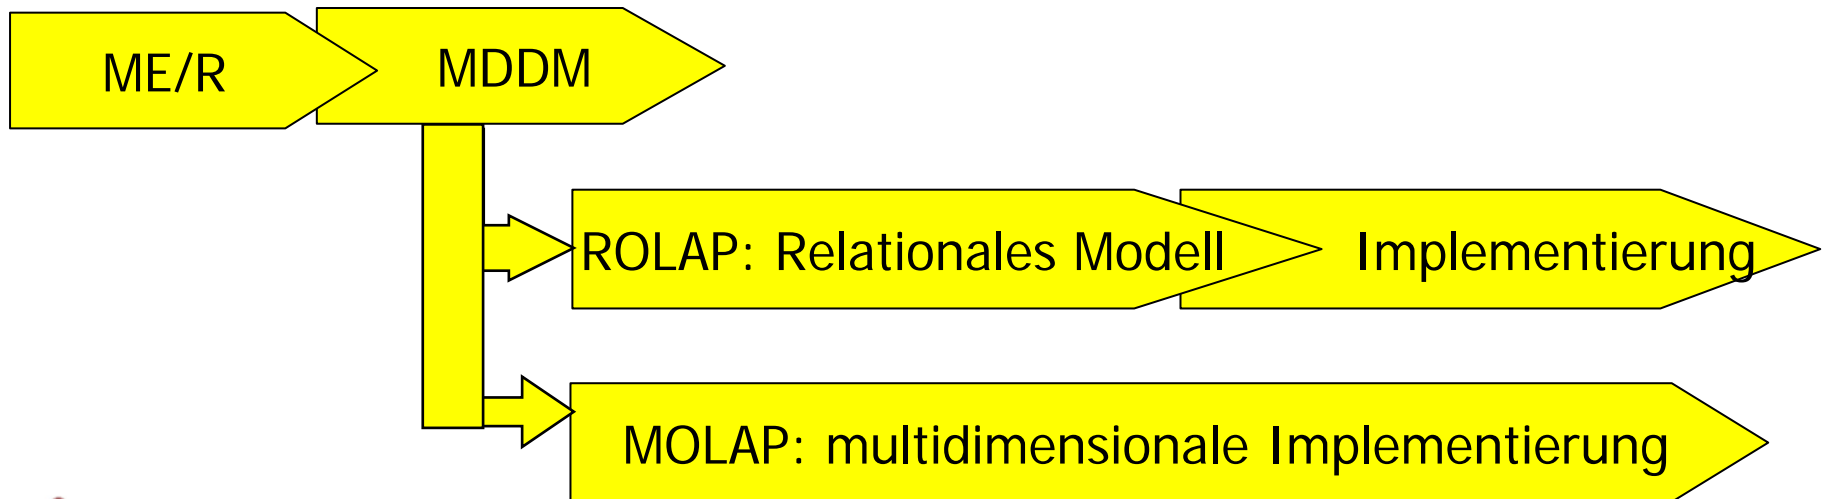 ME/R
MDDM
ROLAP: Relationales Modell
Implementierung
MOLAP: multidimensionale Implementierung